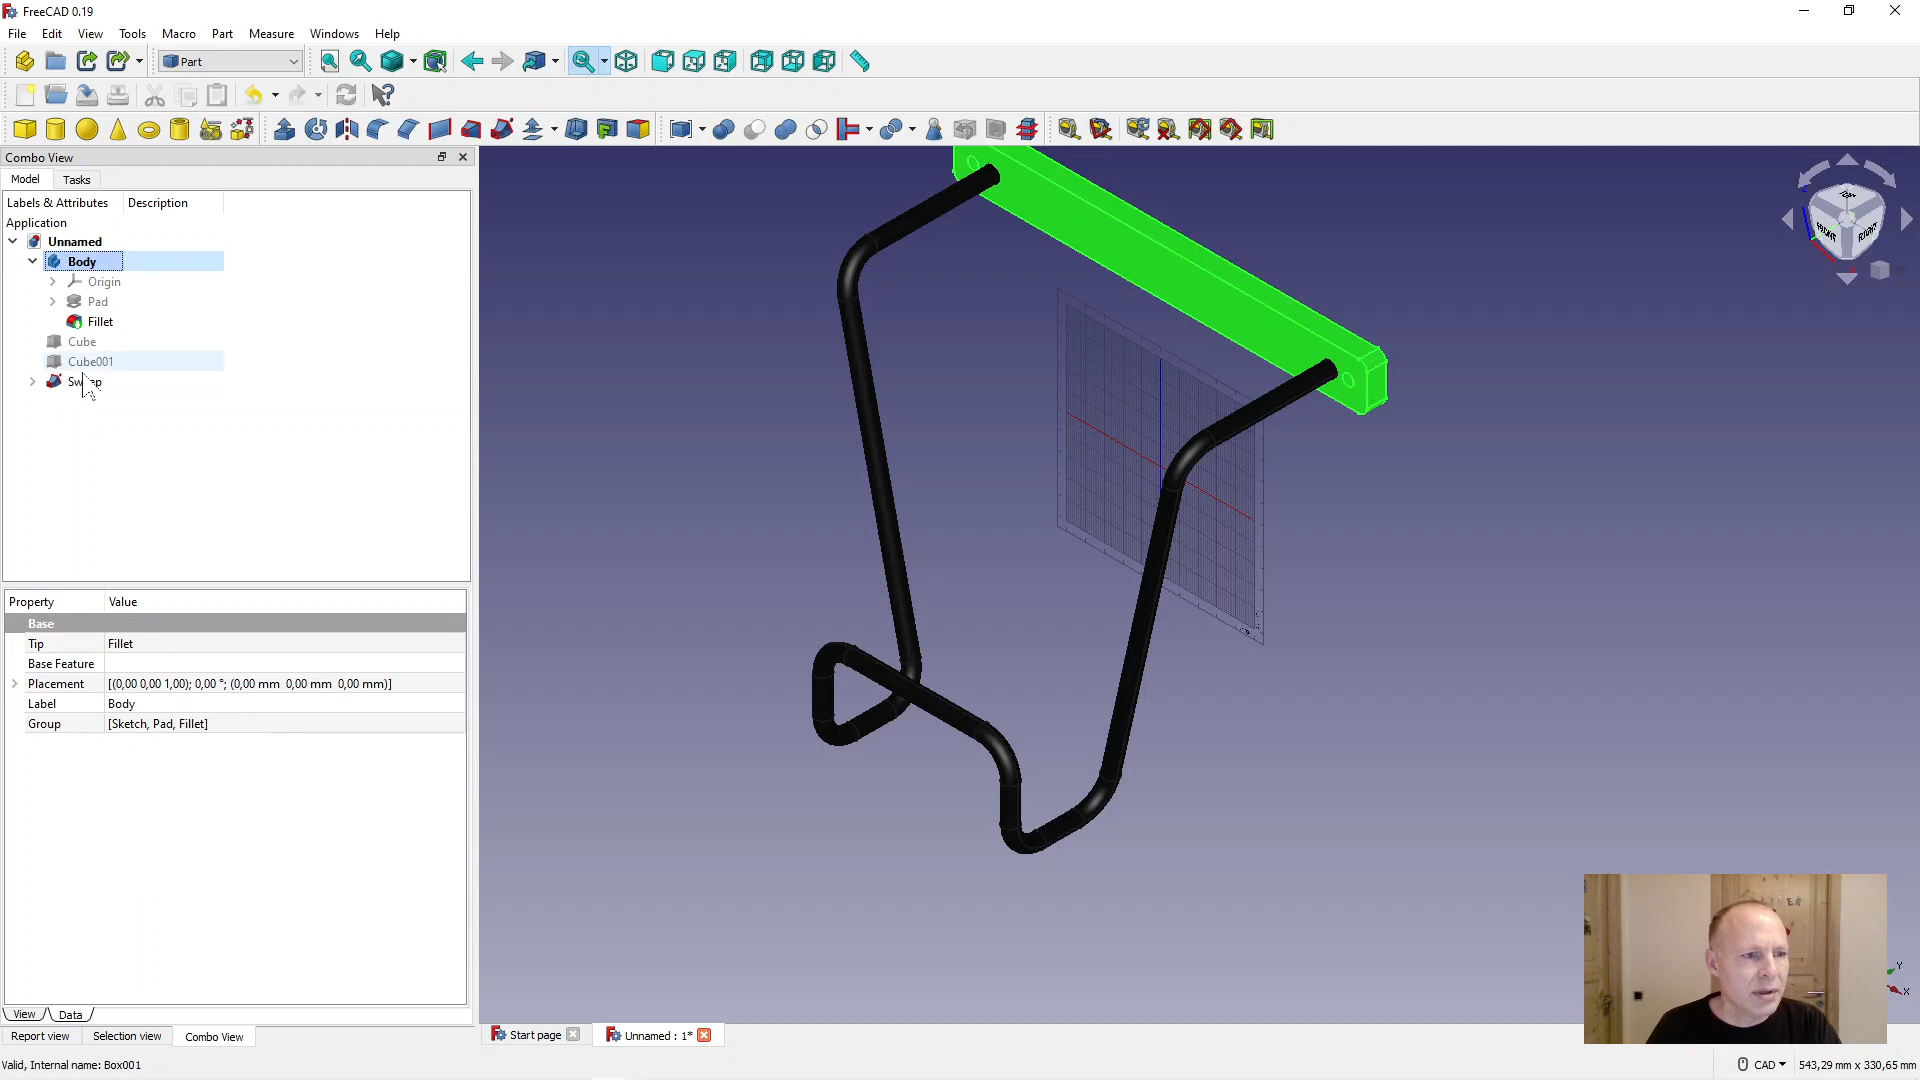 FreeCAD 0.19
File Edit View Tools Macro Part Measure Windows Help
Part
Combo View
Model Tasks
Labels & Attributes Description
Application
Unnamed
Body
Origin
Pad
Fillet
Cube
Cube001
Property Value
Base
Tip Fillet
Base Feature
Placement [(0,00 0,00 1,00); 0,00 °; (0,00 mm 0,00 mm 0,00 mm)]
Label Body
Group [Sketch, Pad, Fillet]
View Data
Report view Selection view Combo View
Start page Unnamed : 1*
Valid, Internal name: Box001
CAD 543,29 mm x 330,65 mm
FRONT RIGHT
Y
X